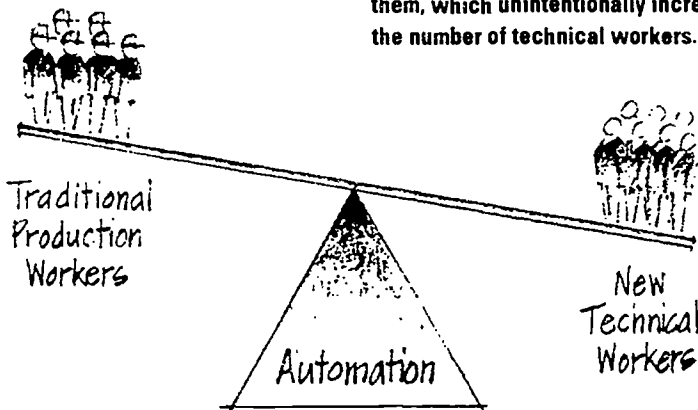 them, which unintentionally incre
the number of technical workers.
Traditional
Production
Workers
New
Technical
Workers
Automation